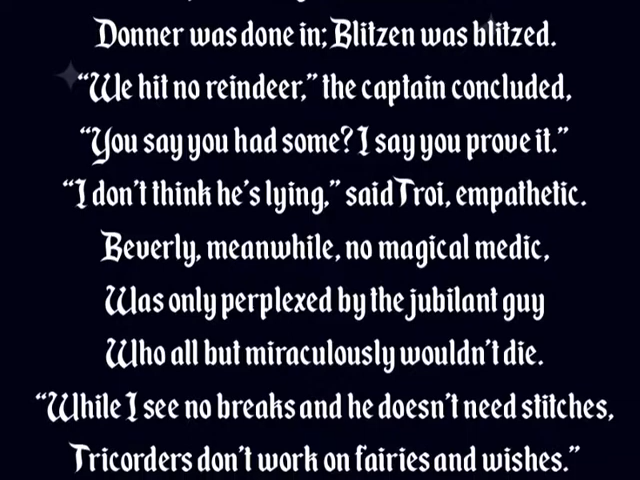 Donner was done in; Blitzen was blitzed.
“We hit no reindeer,” the captain concluded,
“You say you had some? I say you prove it.”
“I don’t think he’s lying,” said Troi, empathetic.
Beverly, meanwhile, no magical medic,
Was only perplexed by the jubilant guy
Who all but miraculously wouldn’t die.
“While I see no breaks and he doesn’t need stitches,
Tricorders don’t work on fairies and wishes.”